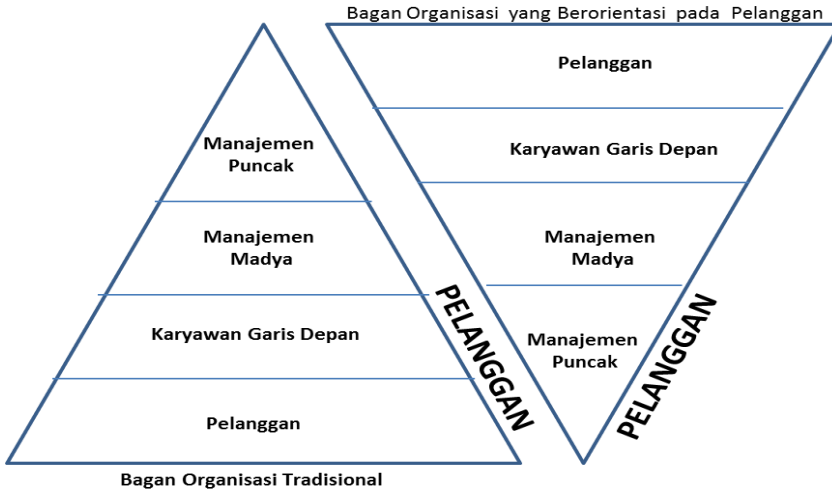 Bagan Organisasi yang Berorientasi pada Pelanggan
Manajemen
Puncak
Manajemen
Madya
Karyawan Garis Depan
Pelanggan
PELANGGAN
Bagan Organisasi Tradisional
Pelanggan
Karyawan Garis Depan
Manajemen
Madya
Manajemen
Puncak
PELANGGAN